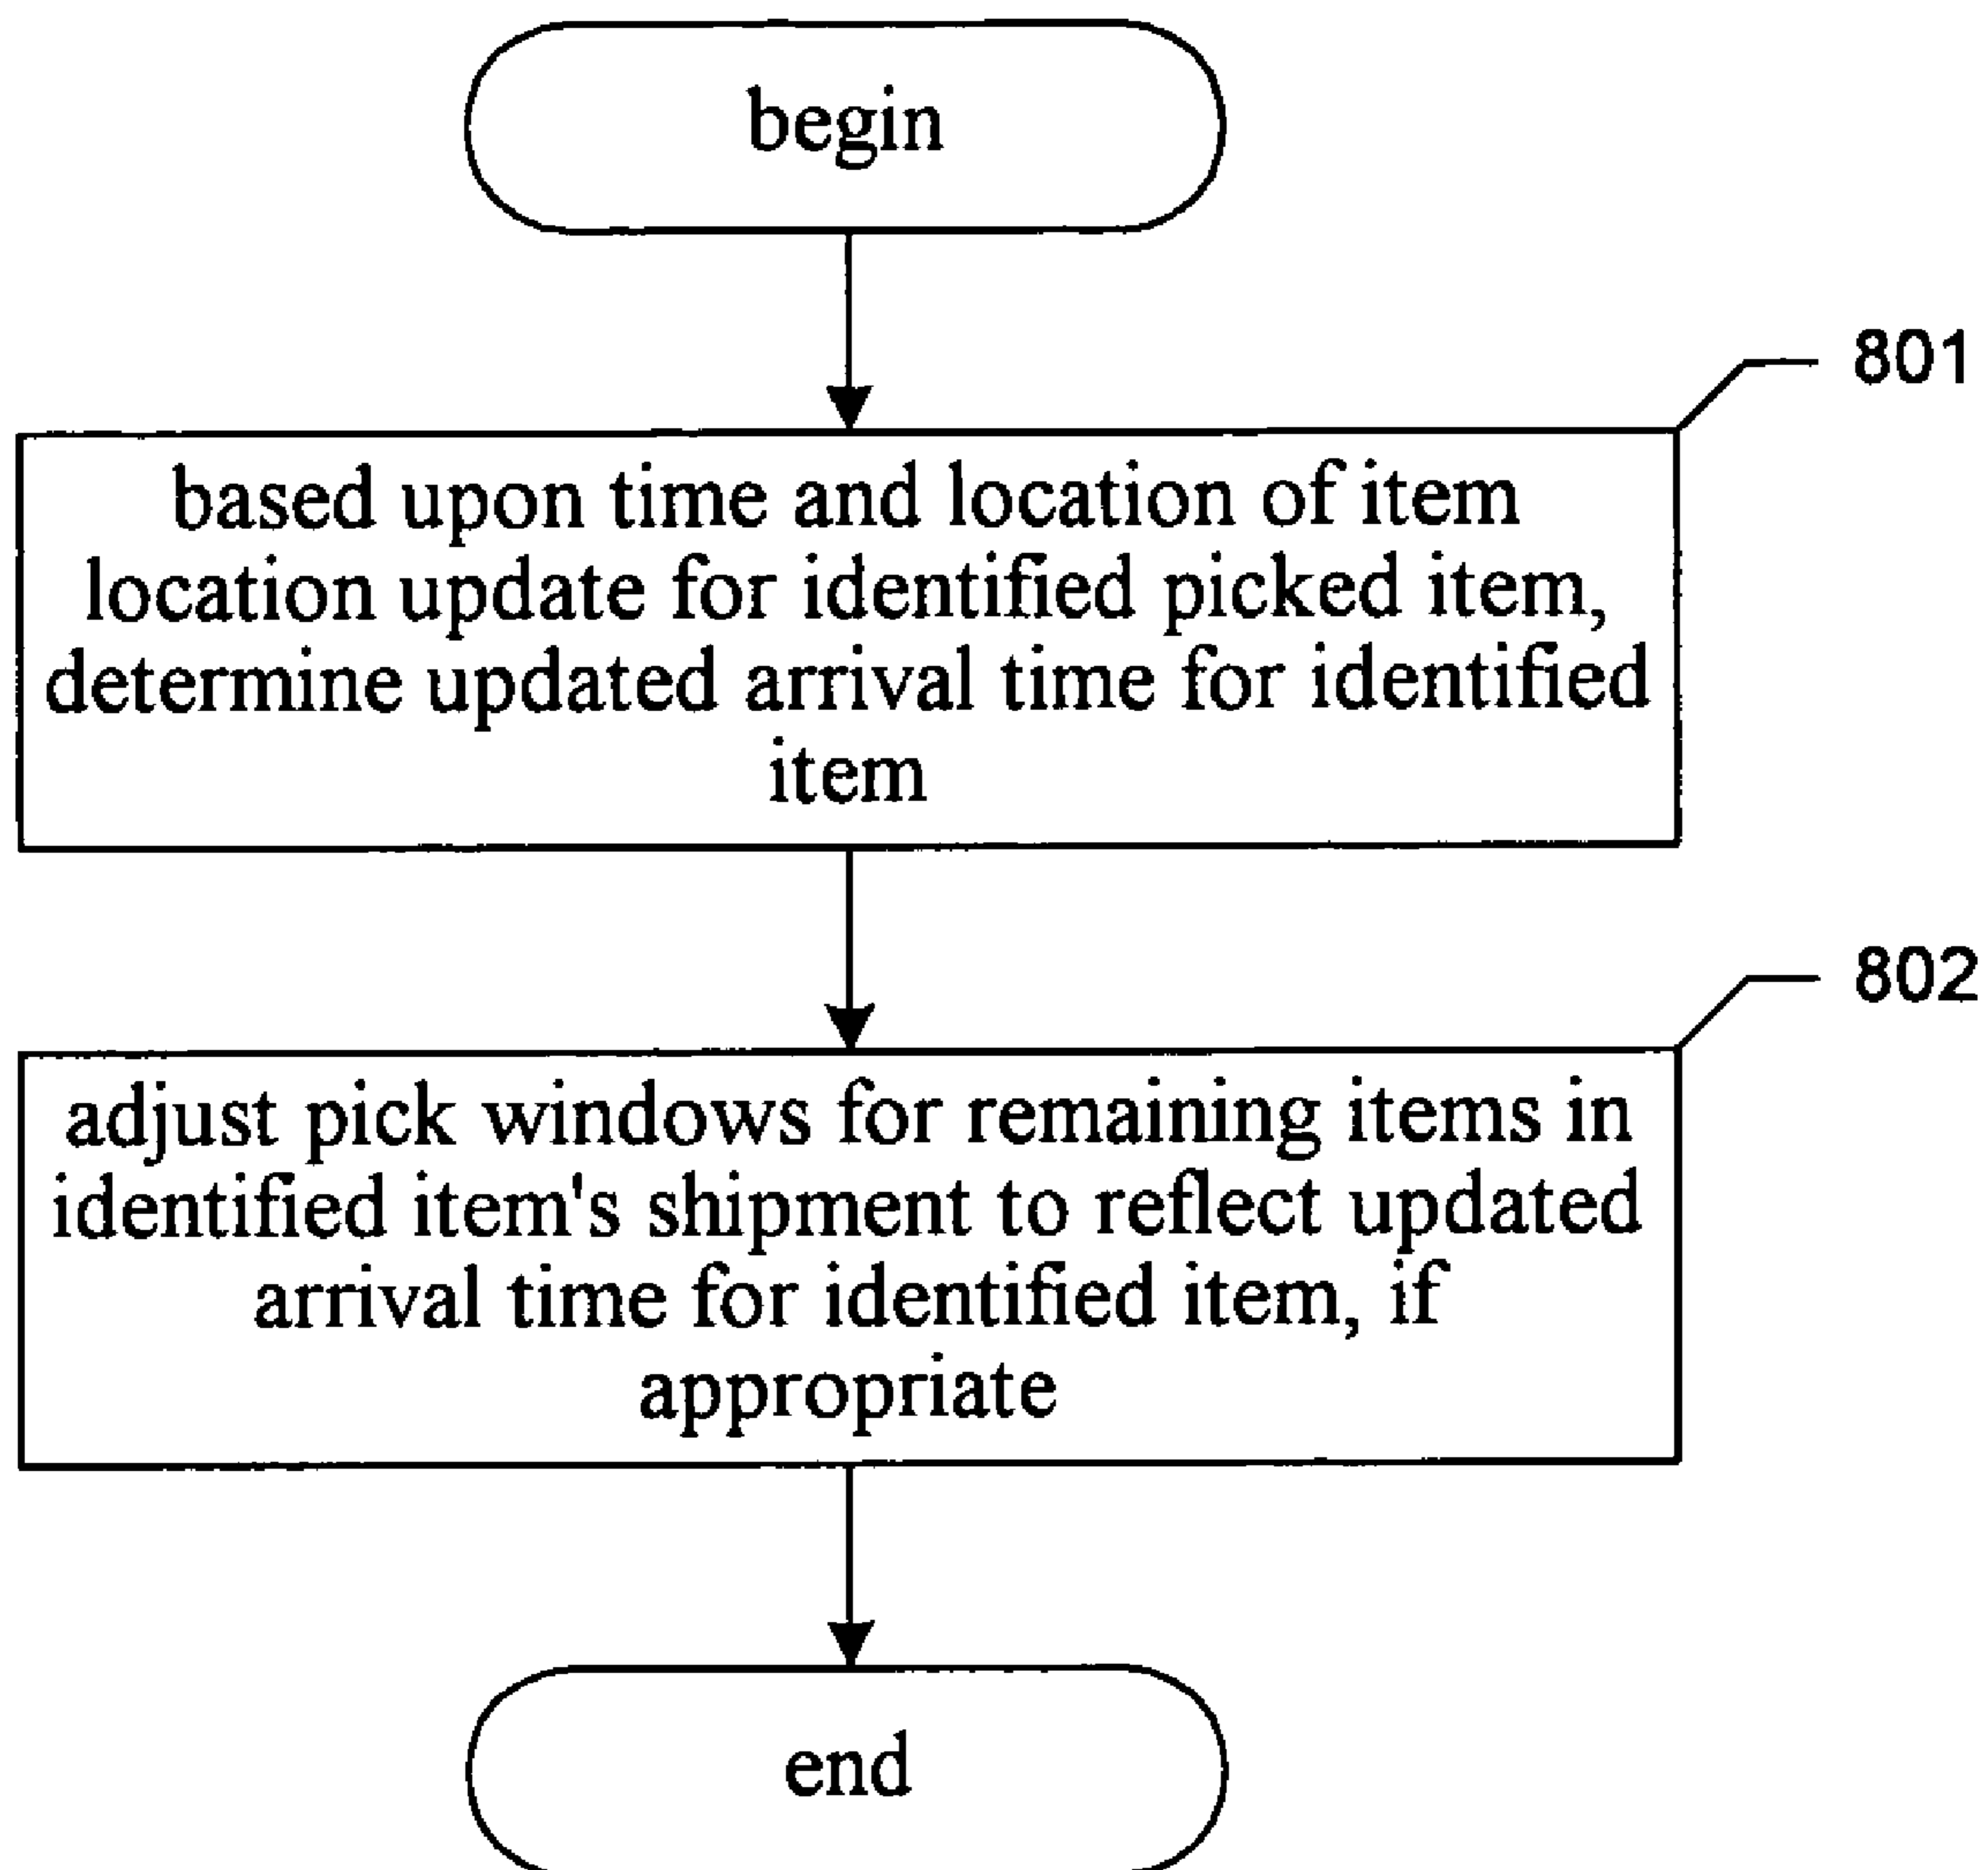 begin
801
based upon time and location of item
location update for identified picked item,
determine updated arrival time for identified
item
802
adjust pick windows for remaining items in
identified item's shipment to reflect updated
arrival time for identified item, if
appropriate
end